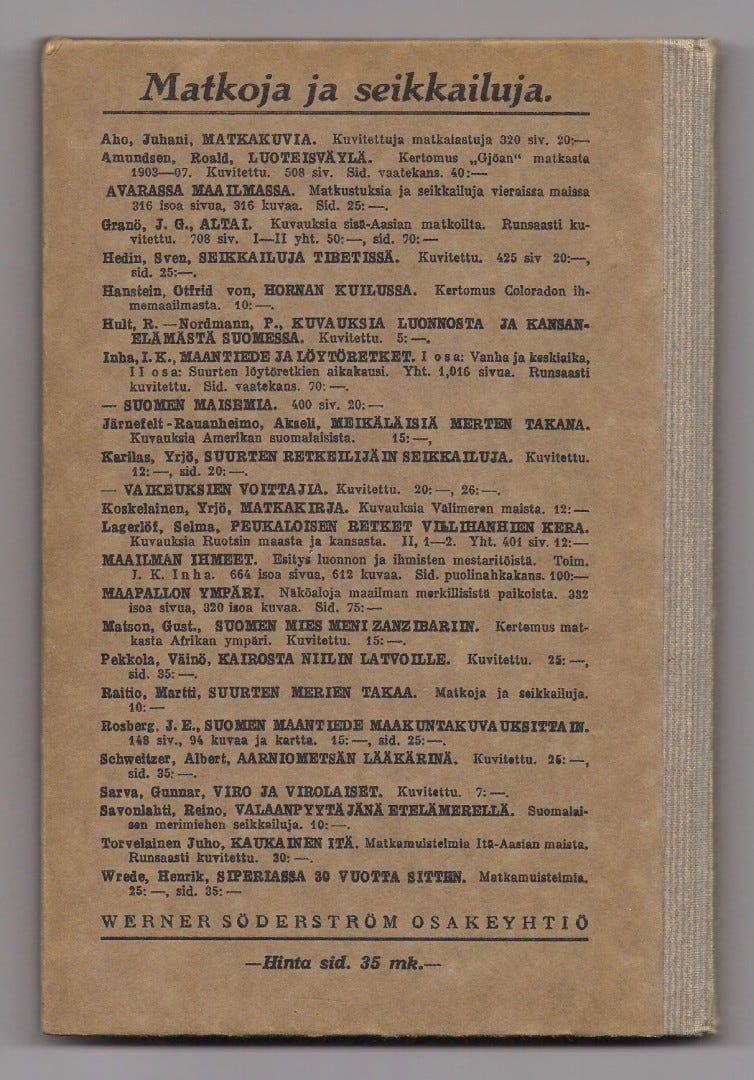 Matkoja ja seikkailuja.
Aho, Juhani, MATKAKUVIA. Kuvitettuja matkalastuja 320 siv. 20:—
Amundsen, Roald, LUOTEISVÄYLÄ. Kertomus „Gjöan“ matkasta
1903—07. Kuvitettu. 508 siv. Sid. vaatekans. 40:—
AVARASSA MAAILMASSA. Matkustuksia ja seikkailuja vieraissa maissa
316 isoa sivua, 316 kuvaa. Sid. 25:—.
Granö, J. G., ALTAI. Kuvauksia sisä-Aasian matkoilta. Runsaasti ku-
vitettu. 708 siv. I—II yht. 50:—, sid. 70:—
Hedin, Sven, SEIKKAILUJA TIBETISSÄ. Kuvitettu. 425 siv 20:—,
sid. 25:—.
Hanstein, Otfrid von, HORNAN KUILUSSA. Kertomus Coloradon ih-
memaailmasta. 10:—.
Hult, R. — Nordmann, P., KUVAUKSIA LUONNOSTA JA KANSAN-
ELÄMÄSTÄ SUOMESSA. Kuvitettu. 5:—.
Inha, I. K., MAANTIEDE JA LÖYTÖRETKET. I osa: Vanha ja keskiaika,
II osa: Suurten löytöretkien aikakausi. Yht. 1,016 sivua. Runsaasti
kuvitettu. Sid. vaatekans. 70:—.
— SUOMEN MAISEMIA. 400 siv. 20:—
Järnefelt-Rauanheimo, Akseli, MEIKÄLÄISIÄ MERTEN TAKANA.
Kuvauksia Amerikan suomalaisista. 15:—,
Karilas, Yrjö, SUURTEN RETKEILIJÄIN SEIKKAILUJA. Kuvitettu.
12:—, sid. 20:—.
— VAIKEUKSIEN VOITTAJIA. Kuvitettu. 20:—, 26:—.
Koskelainen, Yrjö, MATKAKIRJA. Kuvauksia Välimeren maista. 12:—
Lagerlöf, Selma, PEUKALOISEN RETKET VILLIHANHIEN KERA.
Kuvauksia Ruotsin maasta ja kansasta. II, 1—2. Yht. 401 siv. 12:—
MAAILMAN IHMEET. Esitys luonnon ja ihmisten mestaritöistä. Toim.
I. K. Inha. 664 isoa sivua, 612 kuvaa. Sid. puolinahkakans. 100:—
MAAPALLON YMPÄRI. Näköaloja maailman merkillisistä paikoista. 382
isoa sivua, 320 isoa kuvaa. Sid. 75:—
Matson, Gust., SUOMEN MIES MENI ZANZIBARIIN. Kertomus mat-
kasta Afrikan ympäri. Kuvitettu. 15:—.
Pekkola, Väinö, KAIROSTA NIILIN LATVOILLE. Kuvitettu. 25:—,
sid. 35:—.
Raitio, Martti, SUURTEN MERIEN TAKAA. Matkoja ja seikkailuja.
10:—
Rosberg, J. E., SUOMEN MAANTIEDE MAAKUNTAKUVAUKSITTAIN.
148 siv., 94 kuvaa ja kartta. 15:—, sid. 25:—.
Schweitzer, Albert, AARNIOMETSÄN LÄÄKÄRINÄ. Kuvitettu. 25:—,
sid. 35:—.
Sarva, Gunnar, VIRO JA VIROLAISET. Kuvitettu. 7:—.
Savonlahti, Reino, VALAANPYYTÄJÄNÄ ETELÄMERELLÄ. Suomalai-
sen merimiehen seikkailuja. 10:—.
Torvelainen Juho, KAUKAINEN ITÄ. Matkamuistelmia Itä-Aasian maista.
Runsaasti kuvitettu. 30:—.
Wrede, Henrik, SIPERIASSA 30 VUOTTA SITTEN. Matkamuistelmia.
25:—, sid. 35:—
WERNER SÖDERSTRÖM OSAKEYHTIÖ
—Hinta sid. 35 mk.—